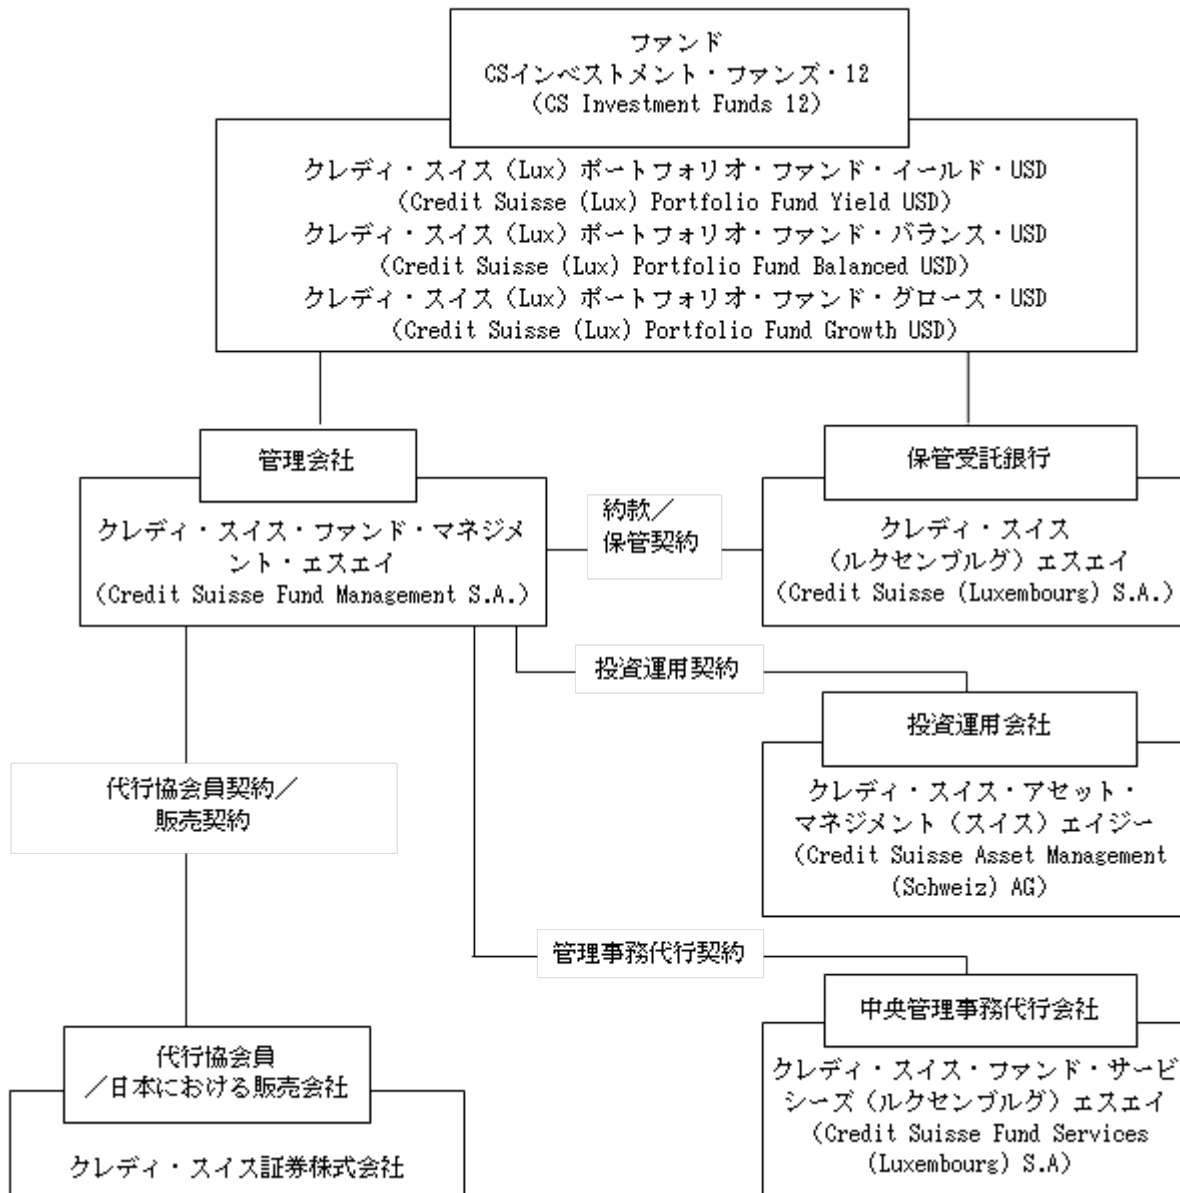 ファンド
CSインベストメント・ファンズ・12
(CS Investment Funds 12)
クレディ・スイス（Lux）ポートフォリオ・ファンド・イールド・USD
（Credit Suisse (Lux) Portfolio Fund Yield USD）
クレディ・スイス（Lux）ポートフォリオ・ファンド・バランス・USD
（Credit Suisse (Lux) Portfolio Fund Balanced USD）
クレディ・スイス（Lux）ポートフォリオ・ファンド・グロース・USD
（Credit Suisse (Lux) Portfolio Fund Growth USD）
管理会社
クレディ・スイス・ファンド・マネジメ
ント・エスエイ
（Credit Suisse Fund Management S.A.）
約款／
保管契約
保管受託銀行
クレディ・スイス
（ルクセンブルグ）エスエイ
（Credit Suisse (Luxembourg) S.A.）
投資運用契約
投資運用会社
クレディ・スイス・アセット・
マネジメント（スイス）エイジー
（Credit Suisse Asset Management
(Schweiz) AG）
代行協会員契約／
販売契約
管理事務代行契約
中央管理事務代行会社
クレディ・スイス・ファンド・サービ
シーズ（ルクセンブルグ）エスエイ
（Credit Suisse Fund Services
(Luxembourg) S.A）
代行協会員
／日本における販売会社
クレディ・スイス証券株式会社